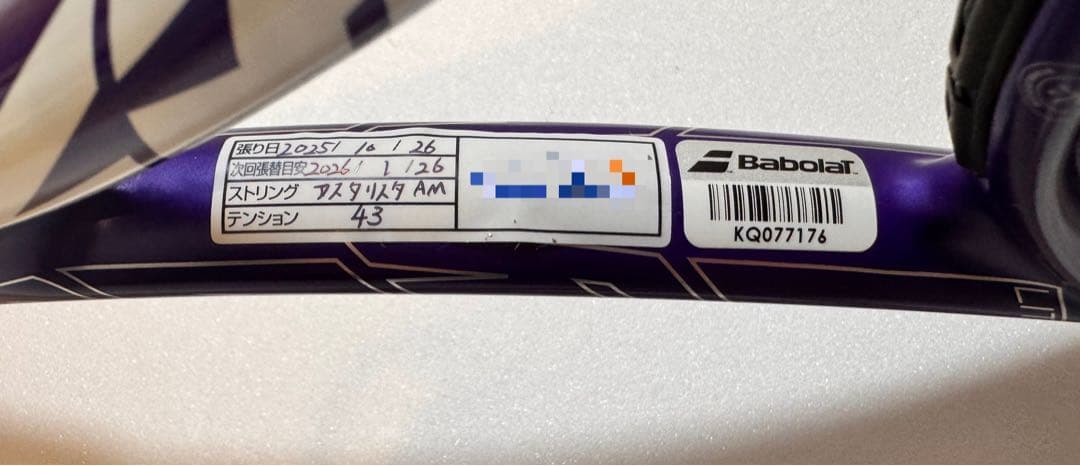 張り日 2025/ 10 / 26
次回張替目安 2026/ 1 / 26
ストリング アスタリスタ AM
テンション 43
Babolat
KQ077176